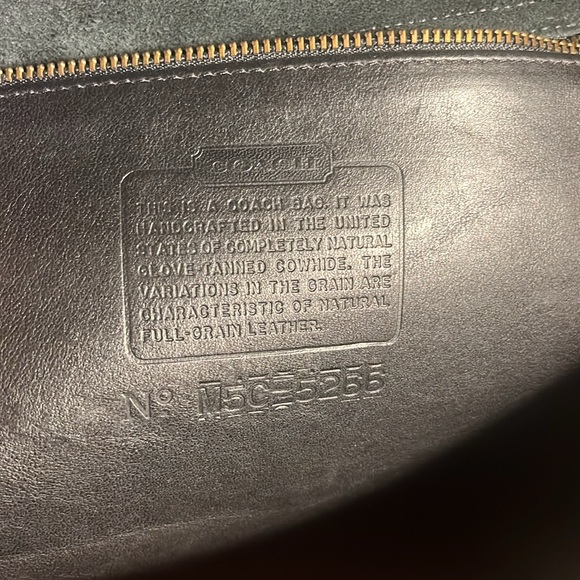 COACH
THIS IS A COACH BAG. IT WAS
HANDCRAFTED IN THE UNITED
STATES OF COMPLETELY NATURAL
GLOVE-TANNED COWHIDE. THE
VARIATIONS IN THE GRAIN ARE
CHARACTERISTIC OF NATURAL
FULL-GRAIN LEATHER.
Nº M5C-5255